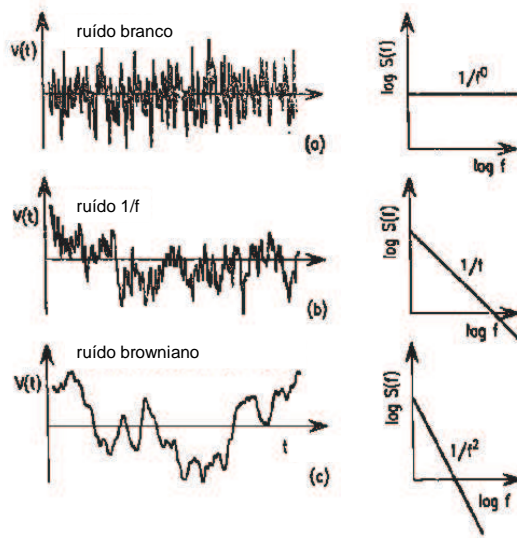 ruído branco
V(t)
(a)
log S(f)
1/f⁰
log f
ruído 1/f
V(t)
(b)
log S(f)
1/f
log f
ruído browniano
V(t)
t
(c)
log S(f)
1/f²
log f